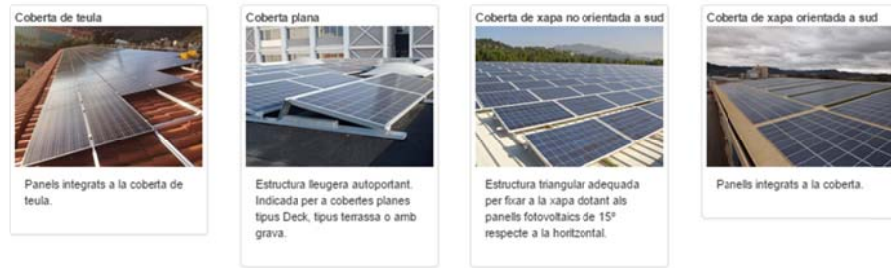 Coberta de teula
Panels integrats a la coberta de
teula.
Coberta plana
Estructura lleugera autoportant.
Indicada per a cobertes planes
tipus Deck, tipus terrassa o amb
grava.
Coberta de xapa no orientada a sud
Estructura triangular adequada
per fixar a la xapa dotant als
panells fotovoltaics de 15º
respecte a la horitzontal.
Coberta de xapa orientada a sud
Panells integrats a la coberta.